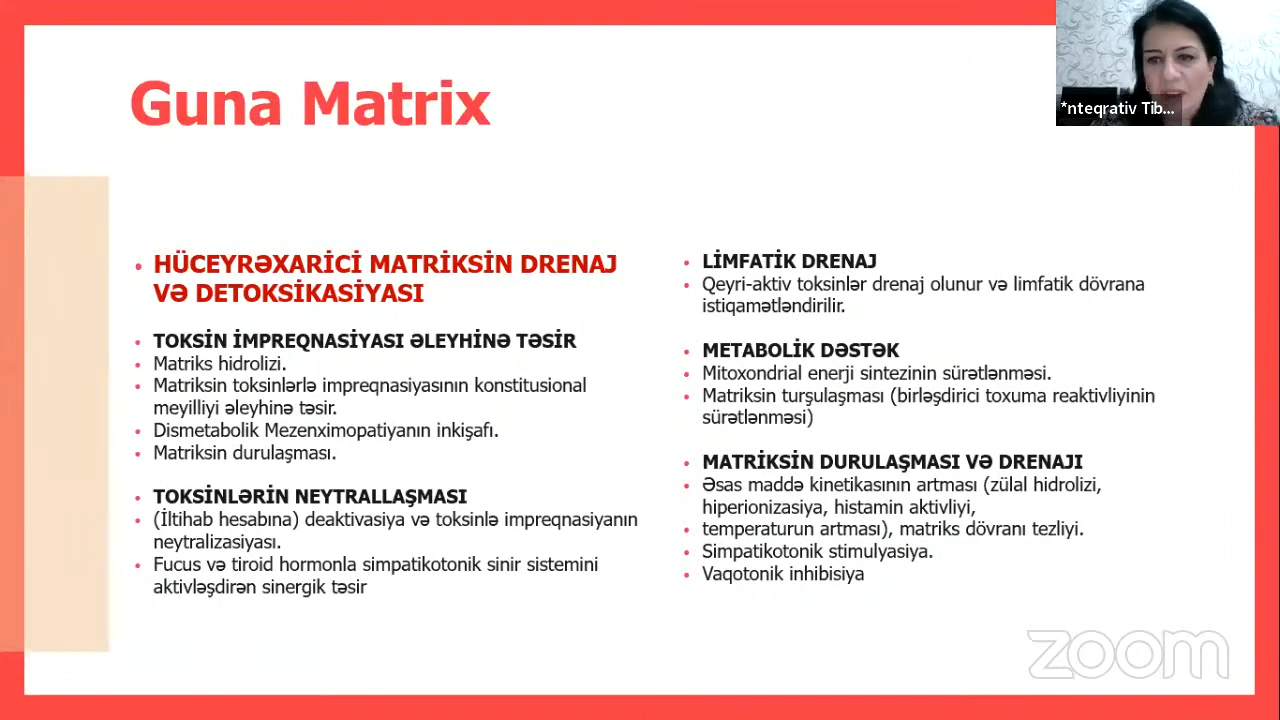 Guna Matrix
*nteqrativ Tib...
• HÜCEYRƏXARİCİ MATRİKSİN DRENAJ
VƏ DETOKSİKASİYASI
• TOKSİN İMPREQNASİYASI ƏLEYHİNƏ TƏSİR
• Matriks hidrolizi.
• Matriksin toksinlərlə impreqnasiyasının konstitusional
meyilliyi əleyhinə təsir.
• Dismetabolik Mezenximopatiyanın inkişafı.
• Matriksin durulaşması.
• TOKSİNLƏRİN NEYTRALLAŞMASI
• (İltihab hesabına) deaktivasiya və toksinlə impreqnasiyanın
neytralizasiyası.
• Fucus və tiroid hormonla simpatikotonik sinir sistemini
aktivləşdirən sinergik təsir
• LİMFATİK DRENAJ
• Qeyri-aktiv toksinlər drenaj olunur və limfatik dövrana
istiqamətləndirilir.
• METABOLİK DƏSTƏK
• Mitoxondrial enerji sintezinin sürətlənməsi.
• Matriksin turşulaşması (birləşdirici toxuma reaktivliyinin
sürətlənməsi)
• MATRİKSİN DURULAŞMASI VƏ DRENAJI
• Əsas maddə kinetikasının artması (zülal hidrolizi,
hiperionizasiya, histamin aktivliyi,
• temperaturun artması), matriks dövranı tezliyi.
• Simpatikotonik stimulyasiya.
• Vaqotonik inhibisiya
zoom